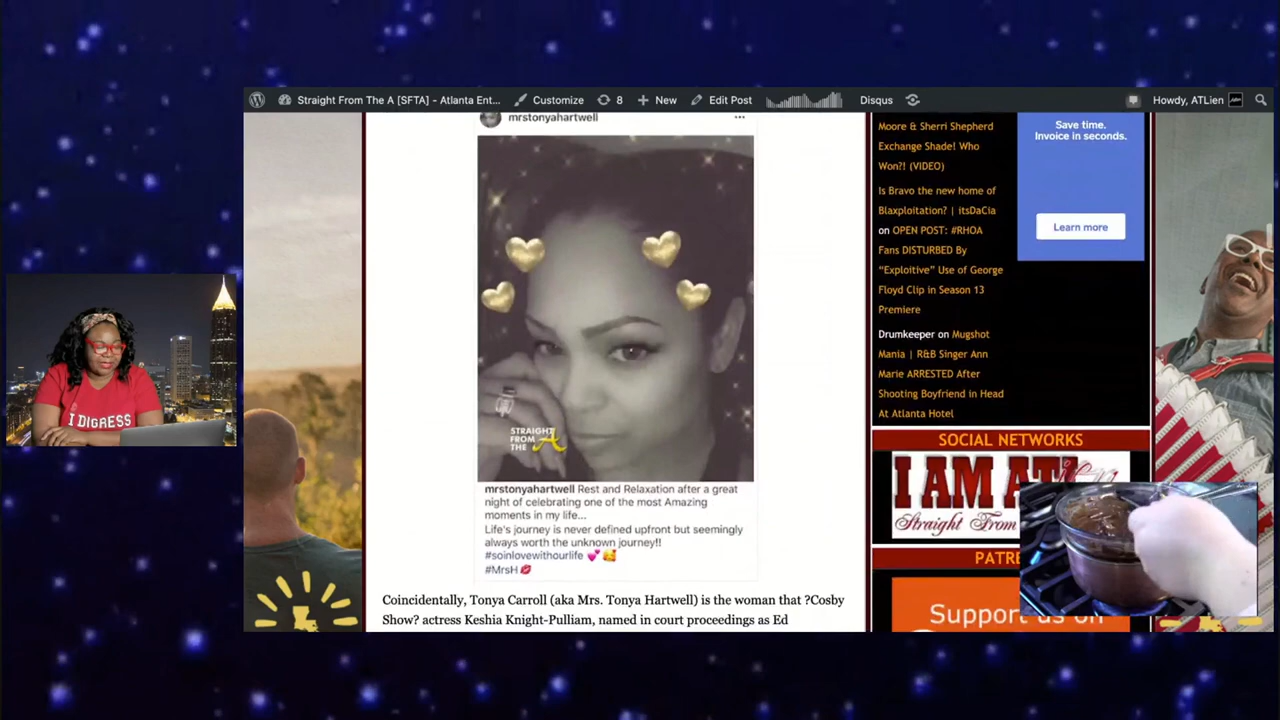 Straight From The A [SFTA] - Atlanta Ent...
Customize
8
New
Edit Post
Disqus
Howdy, ATLien
mrstonyahartwell
STRAIGHT
FROM
THE A
mrstonyahartwell Rest and Relaxation after a great
night of celebrating one of the most Amazing
moments in my life...
Life's journey is never defined upfront but seemingly
always worth the unknown journey!!
#soinlovewithourlife 💕🥰
#MrsH💋
Coincidentally, Tonya Carroll (aka Mrs. Tonya Hartwell) is the woman that ?Cosby
Show? actress Keshia Knight-Pulliam, named in court proceedings as Ed
Moore & Sherri Shepherd
Exchange Shade! Who
Won?! (VIDEO)
Is Bravo the new home of
Blaxploitation? | itsDaCia
on OPEN POST: #RHOA
Fans DISTURBED By
“Exploitive” Use of George
Floyd Clip in Season 13
Premiere
Drumkeeper on Mugshot
Mania | R&B Singer Ann
Marie ARRESTED After
Shooting Boyfriend in Head
At Atlanta Hotel
Save time.
Invoice in seconds.
Learn more
SOCIAL NETWORKS
I AM ATLien
Straight From
PATRE
Support us on
I DIGRESS